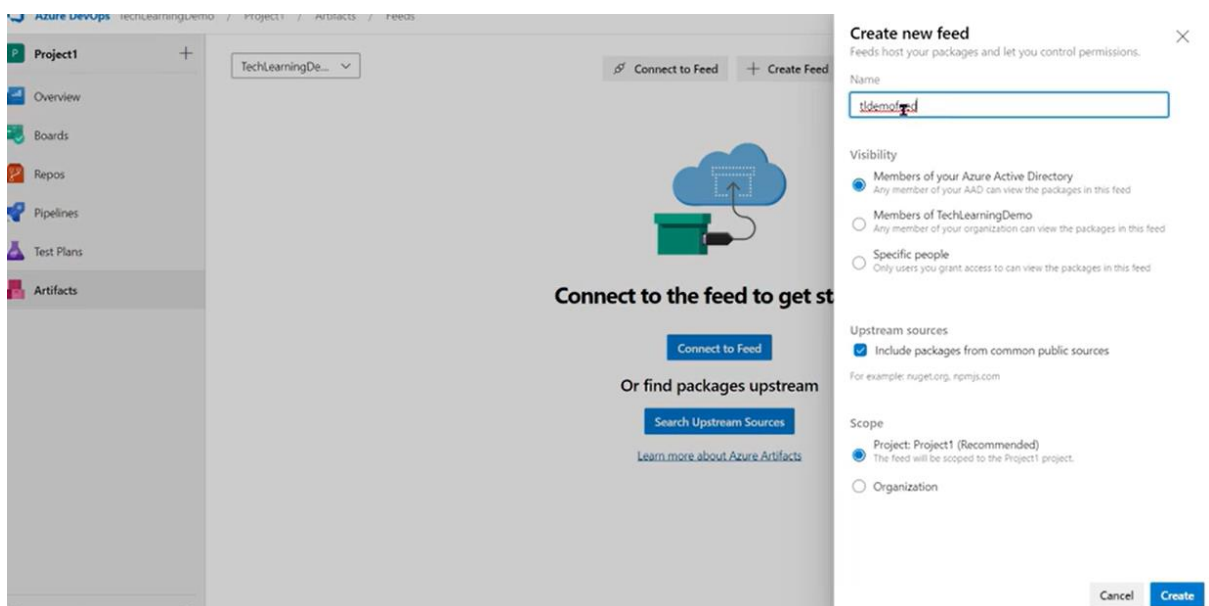 Azure DevOps TechLearningDemo / Project1 / Artifacts / Feeds
P Project1 +
Overview
Boards
Repos
Pipelines
Test Plans
Artifacts
TechLearningDe...
Connect to Feed + Create Feed
Connect to the feed to get st
Connect to Feed
Or find packages upstream
Search Upstream Sources
Learn more about Azure Artifacts
Create new feed
Feeds host your packages and let you control permissions.
Name
tldemofeed
Visibility
Members of your Azure Active Directory
Any member of your AAD can view the packages in this feed
Members of TechLearningDemo
Any member of your organization can view the packages in this feed
Specific people
Only users you grant access to can view the packages in this feed
Upstream sources
Include packages from common public sources
For example: nuget.org, npmjs.com
Scope
Project: Project1 (Recommended)
The feed will be scoped to the Project1 project.
Organization
Cancel Create